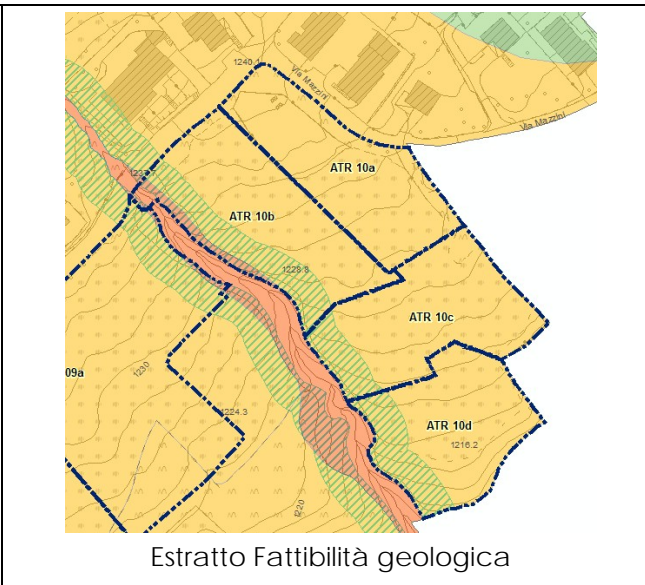 1240.1
Via Mazzini
Via Mazzini
ATR 10a
ATR 10b
1228.8
ATR 10c
09a
1230
1224.3
ATR 10d
1216.2
1220
Estratto Fattibilità geologica